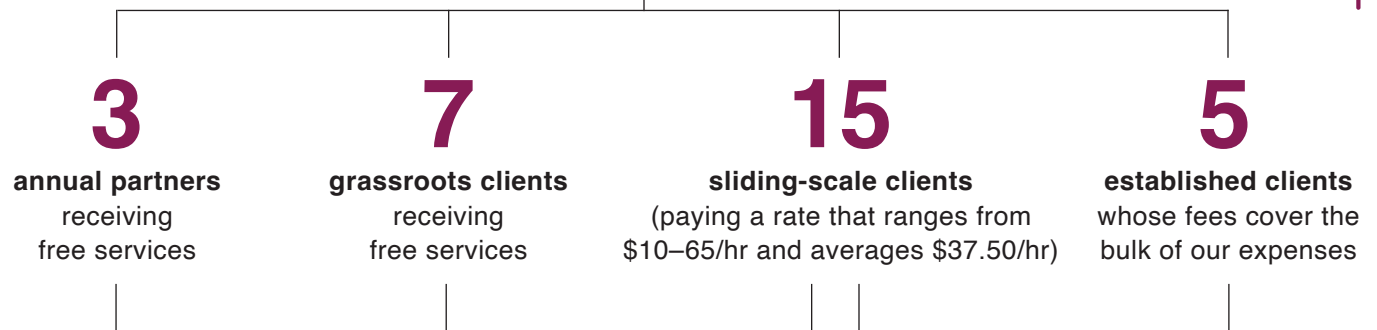 3
annual partners
receiving
free services
7
grassroots clients
receiving
free services
15
sliding-scale clients
(paying a rate that ranges from
$10–65/hr and averages $37.50/hr)
5
established clients
whose fees cover the
bulk of our expenses